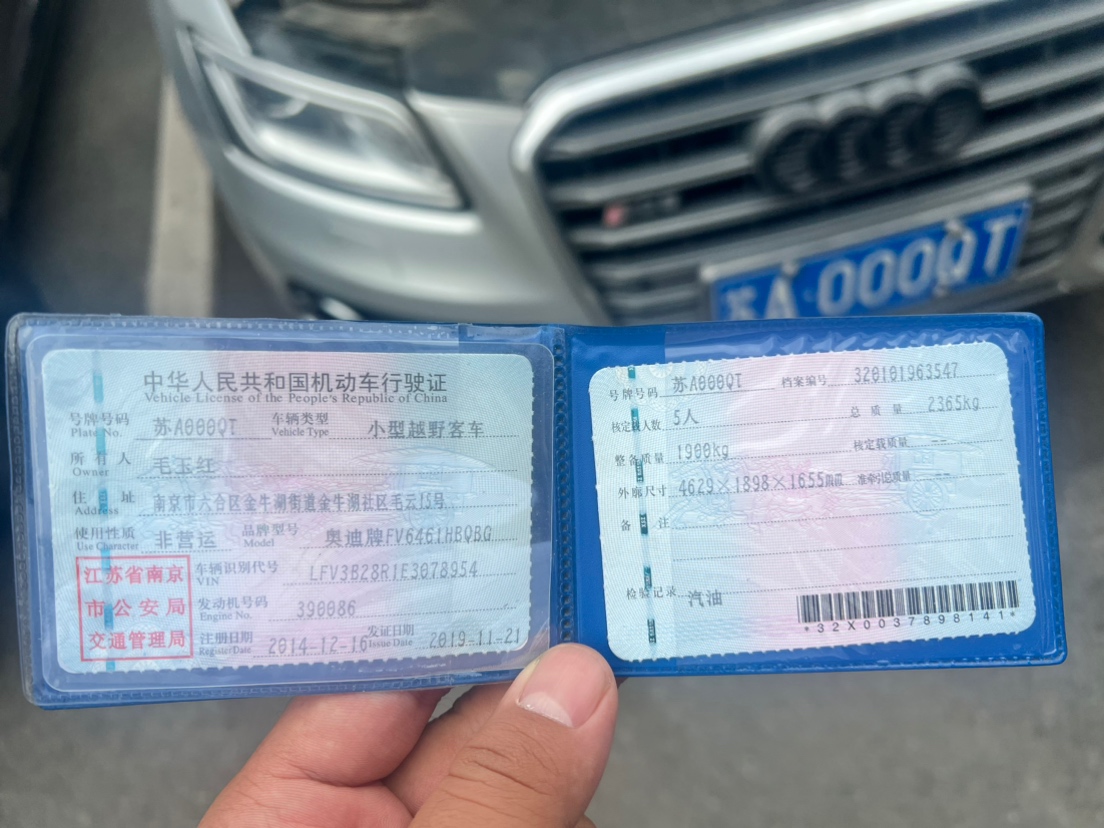 苏A·000QT
中华人民共和国机动车行驶证
Vehicle License of the People's Republic of China
号牌号码 苏A000QT 车辆类型 小型越野客车
Plate No. Vehicle Type
所有人 毛玉红
Owner
住址 南京市六合区金牛湖街道金牛湖社区毛云15号
Address
使用性质 非营运 品牌型号 奥迪牌FV6461HBQBG
Use Character Model
江苏省南京
市公安局
交通管理局
车辆识别代号 LFV3B28R1E3078954
VIN
发动机号码 390086
Engine No.
注册日期 2014-12-16 发证日期 2019-11-21
Register Date Issue Date
号牌号码 苏A000QT 档案编号 320101963547
核定载人数 5人 总质量 2365kg
整备质量 1900kg 核定载质量 --
外廓尺寸 4629×1898×1655mm 准牵引总质量 --
备注
检验记录 汽油
*32X0037898141*